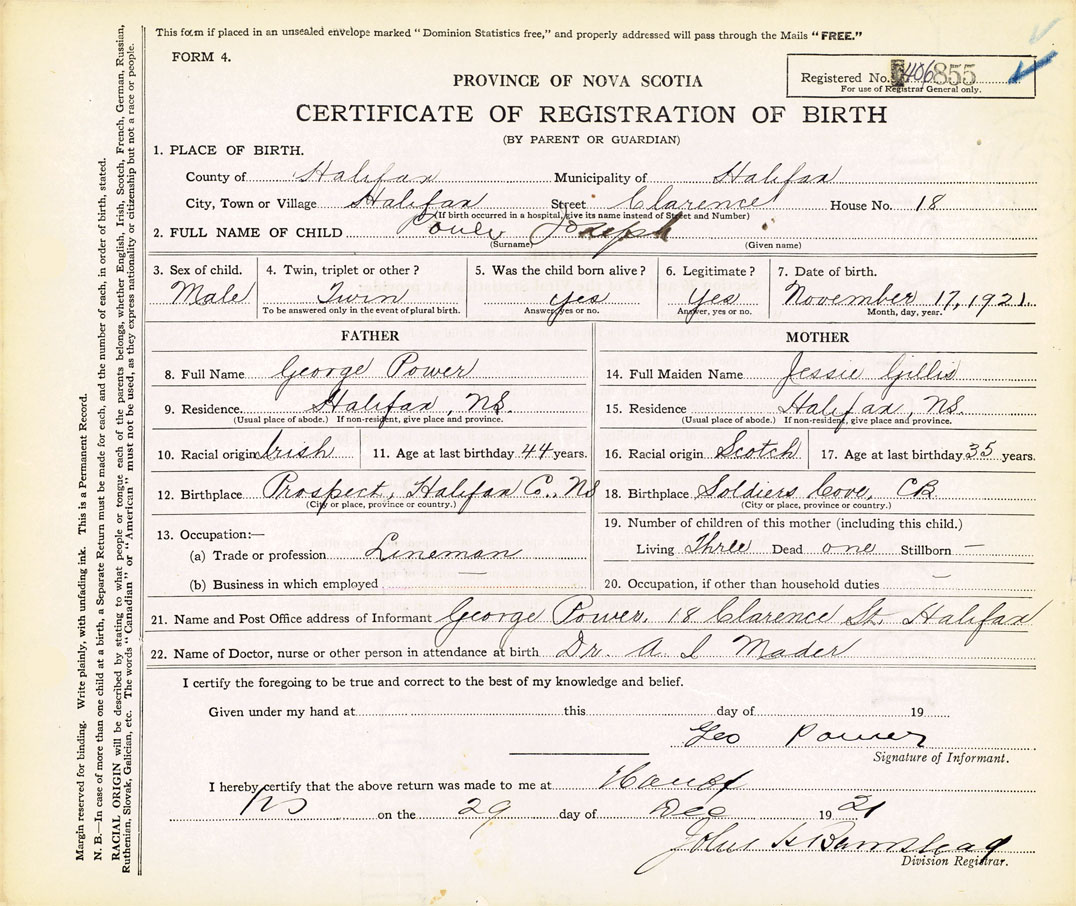 This form if placed in an unsealed envelope marked "Dominion Statistics free," and properly addressed will pass through the Mails "FREE."
FORM 4.
Registered No. 406855
For use of Registrar General only.
PROVINCE OF NOVA SCOTIA
CERTIFICATE OF REGISTRATION OF BIRTH
(BY PARENT OR GUARDIAN)
1. PLACE OF BIRTH.
County of Halifax Municipality of Halifax
City, Town or Village Halifax Street Clarence House No. 18
(If birth occurred in a hospital, give its name instead of Street and Number)
2. FULL NAME OF CHILD Power Joseph
(Surname) (Given name)
3. Sex of child. 4. Twin, triplet or other? 5. Was the child born alive? 6. Legitimate? 7. Date of birth.
Male Twin Yes Yes November 17, 1921.
To be answered only in the event of plural birth. Answer, yes or no. Answer, yes or no. Month, day, year.
FATHER
8. Full Name George Power
9. Residence. Halifax, NS.
(Usual place of abode.) If non-resident, give place and province.
10. Racial origin Irish 11. Age at last birthday 44 years.
12. Birthplace Prospect, Halifax Co., NS
(City or place, province or country.)
13. Occupation:—
(a) Trade or profession Lineman
(b) Business in which employed —
MOTHER
14. Full Maiden Name Jessie Gillis
15. Residence Halifax, NS.
(Usual place of abode.) If non-resident, give place and province.
16. Racial origin Scotch 17. Age at last birthday 35 years.
18. Birthplace Soldiers Cove, CB
(City or place, province or country.)
19. Number of children of this mother (including this child.)
Living Three Dead one Stillborn —
20. Occupation, if other than household duties —
21. Name and Post Office address of Informant George Power, 18 Clarence St. Halifax
22. Name of Doctor, nurse or other person in attendance at birth Dr. A I Mader
I certify the foregoing to be true and correct to the best of my knowledge and belief.
Given under my hand at this day of 19
Geo Power
Signature of Informant.
I hereby certify that the above return was made to me at
NS on the 29 day of Dec 1921
John H
Division Registrar.
Margin reserved for binding. Write plainly, with unfading ink. This is a Permanent Record.
N. B.—In case of more than one child at a birth, a Separate Return must be made for each, and the number of each, in order of birth, stated.
RACIAL ORIGIN will be described by stating to what people or tongue each of the parents belongs, whether English, Irish, Scotch, French, German, Russian,
Ruthenian, Slovak, Galician, etc. The words "Canadian" or "American" must not be used, as they express nationality or citizenship but not a race or people.